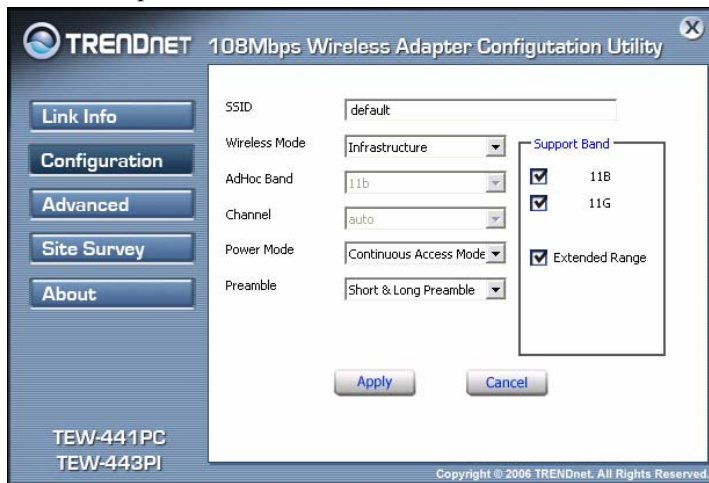 TRENDNET 108Mbps Wireless Adapter Configutation Utility
X
Link Info
Configuration
Advanced
Site Survey
About
TEW-441PC
TEW-443PI
SSID default
Wireless Mode Infrastructure
AdHoc Band 11b
Channel auto
Power Mode Continuous Access Mode
Preamble Short & Long Preamble
Support Band
11B
11G
Extended Range
Apply Cancel
Copyright © 2006 TRENDnet. All Rights Reserved.